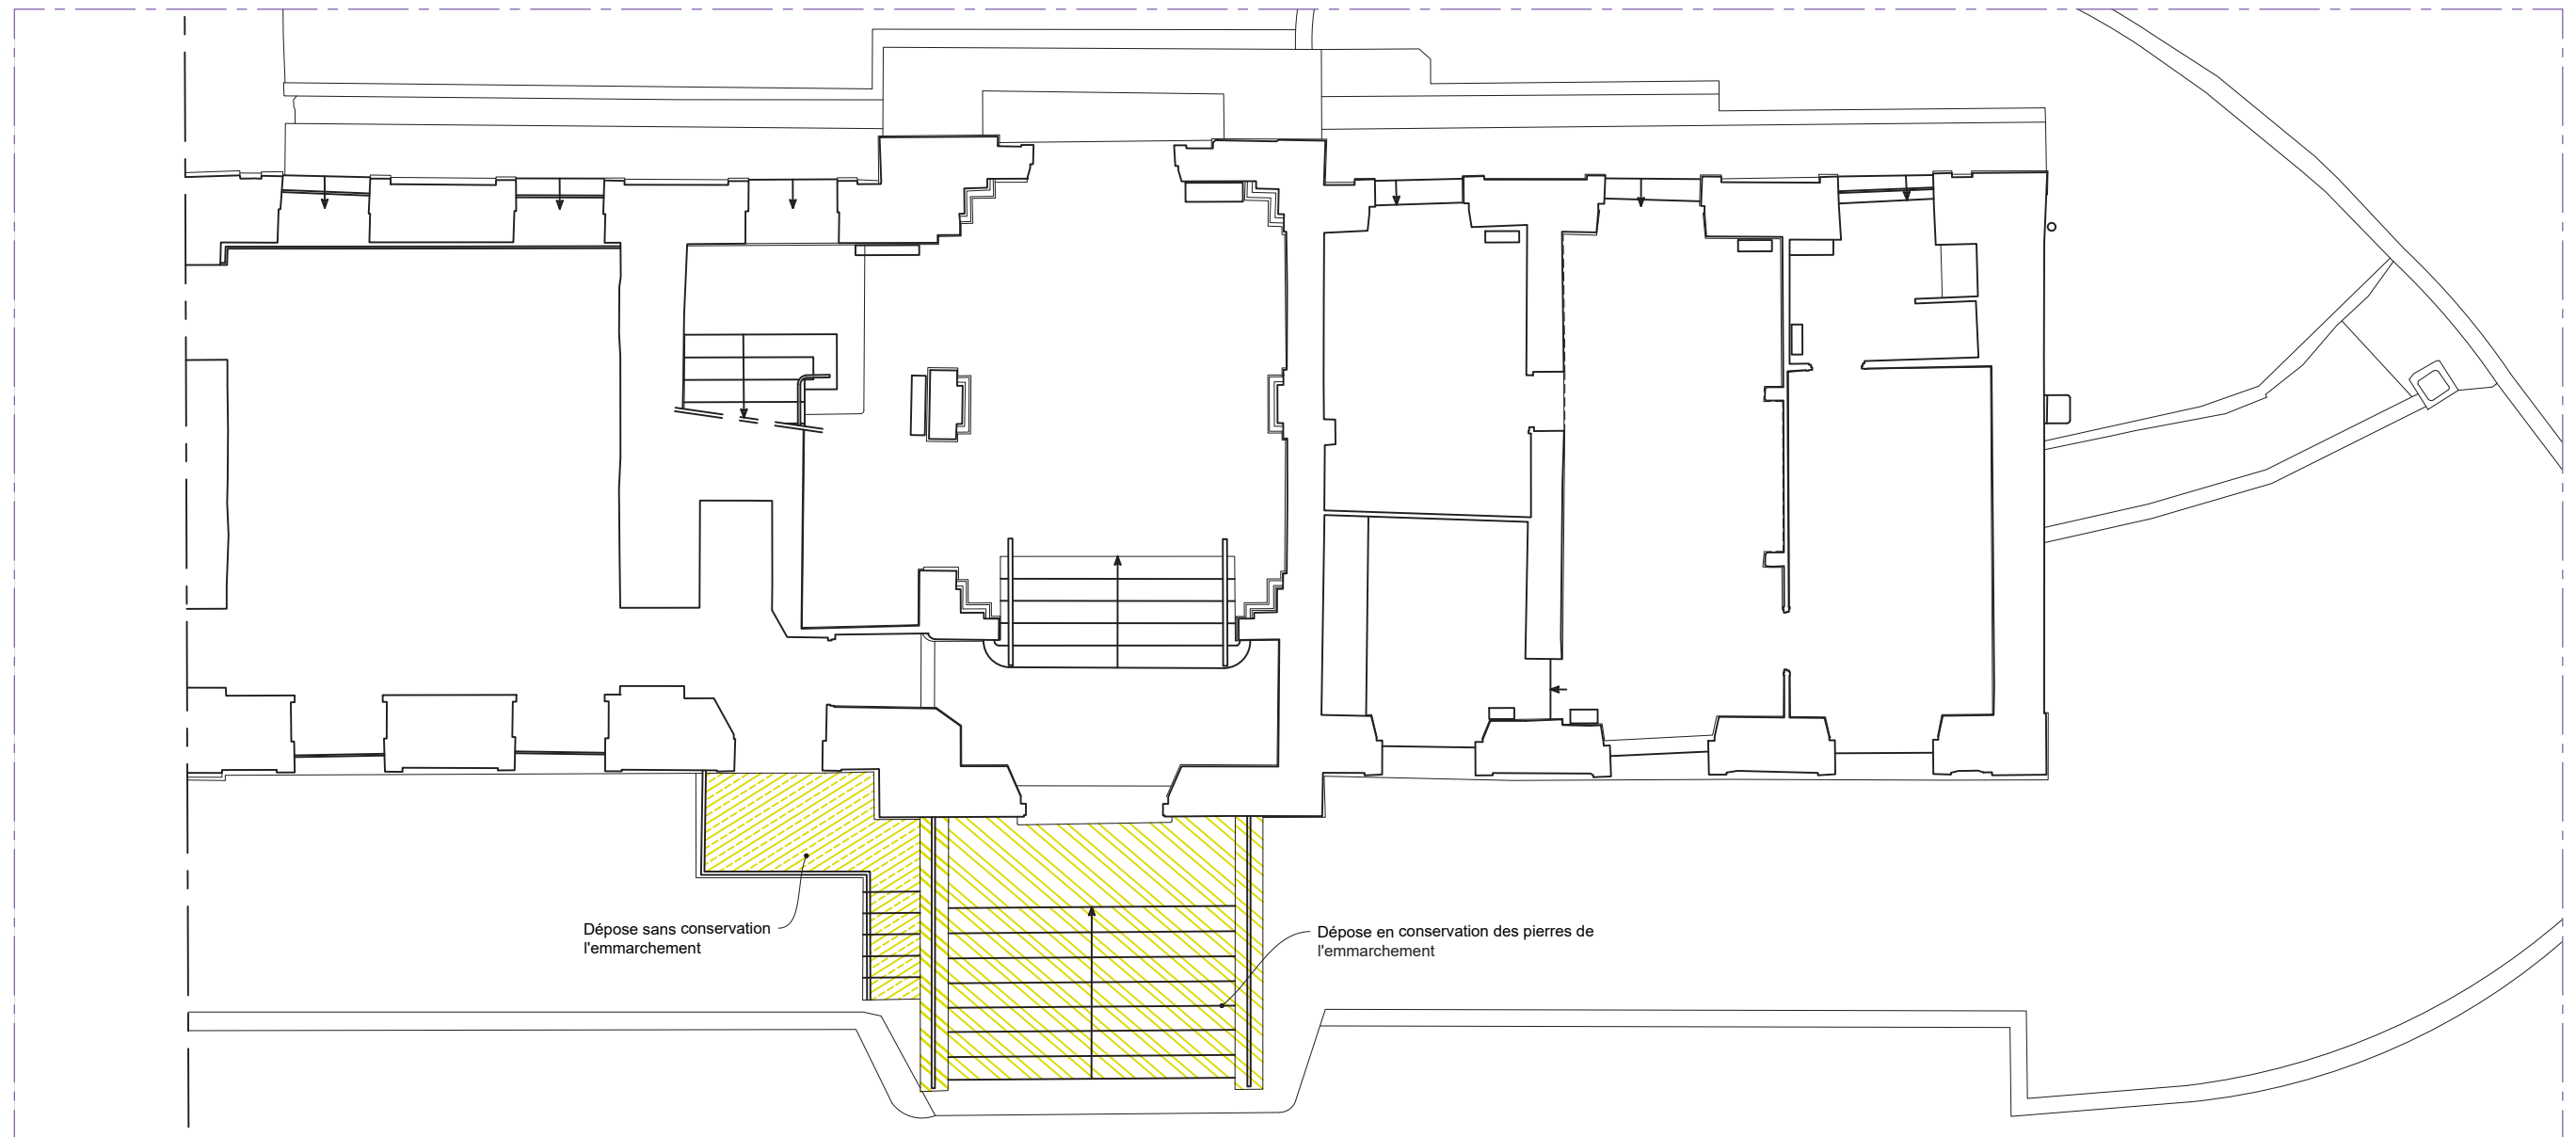 Dépose sans conservation
l'emmarchement
Dépose en conservation des pierres de
l'emmarchement